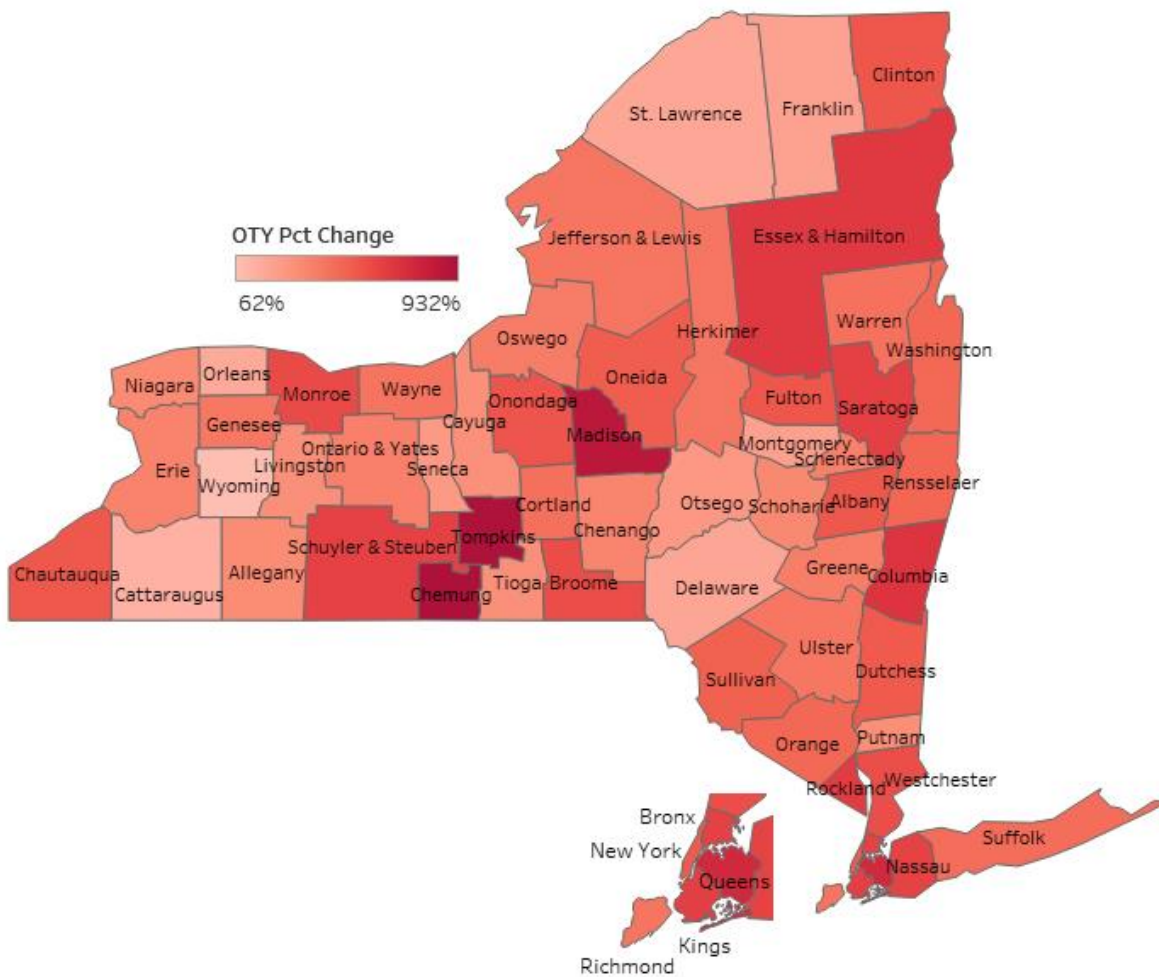 Clinton
St. Lawrence
Franklin
OTY Pct Change
62%
932%
Jefferson & Lewis
Essex & Hamilton
Oswego
Herkimer
Warren
Washington
Niagara
Orleans
Monroe
Wayne
Oneida
Fulton
Saratoga
Genesee
Onondaga
Cayuga
Madison
Montgomery
Erie
Ontario & Yates
Livingston
Seneca
Schenectady
Wyoming
Rensselaer
Cortland
Otsego
Schoharie
Albany
Chenango
Tompkins
Schuyler & Steuben
Chautauqua
Cattaraugus
Allegany
Chemung
Tioga
Broome
Delaware
Greene
Columbia
Ulster
Sullivan
Dutchess
Orange
Putnam
Rockland
Westchester
Bronx
New York
Suffolk
Queens
Nassau
Kings
Richmond